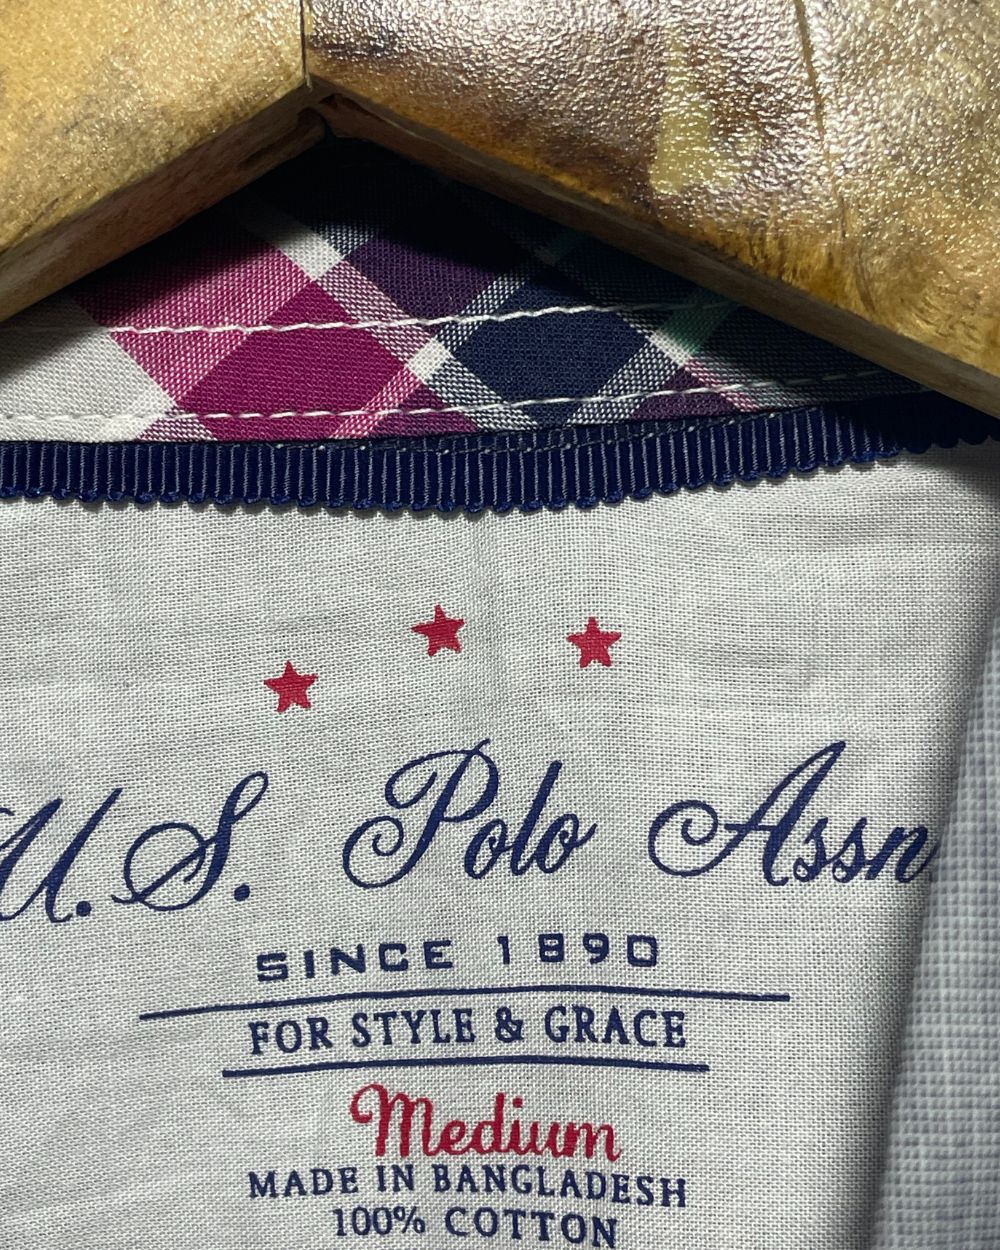 U.S. Polo Assn.
SINCE 1890
FOR STYLE & GRACE
Medium
MADE IN BANGLADESH
100% COTTON